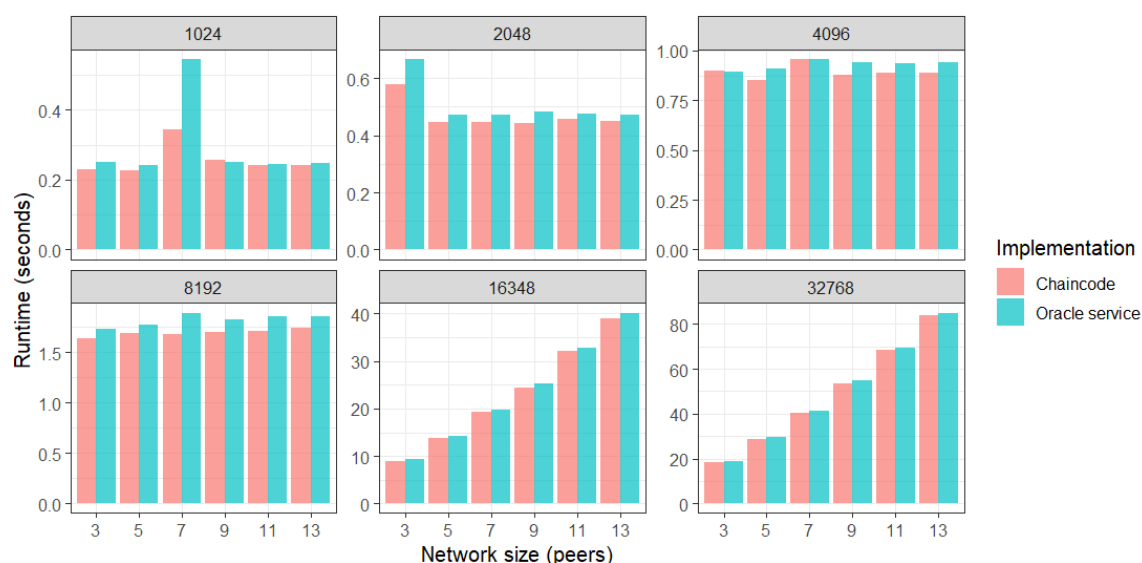 1024 2048 4096
0.4
0.2
0.0
0.6
0.4
0.2
0.0
1.00
0.75
0.50
0.25
0.00
Runtime (seconds)
8192 16348 32768
1.5
1.0
0.5
0.0
40
30
20
10
0
80
60
40
20
0
3 5 7 9 11 13
3 5 7 9 11 13
3 5 7 9 11 13
Network size (peers)
Implementation
Chaincode
Oracle service